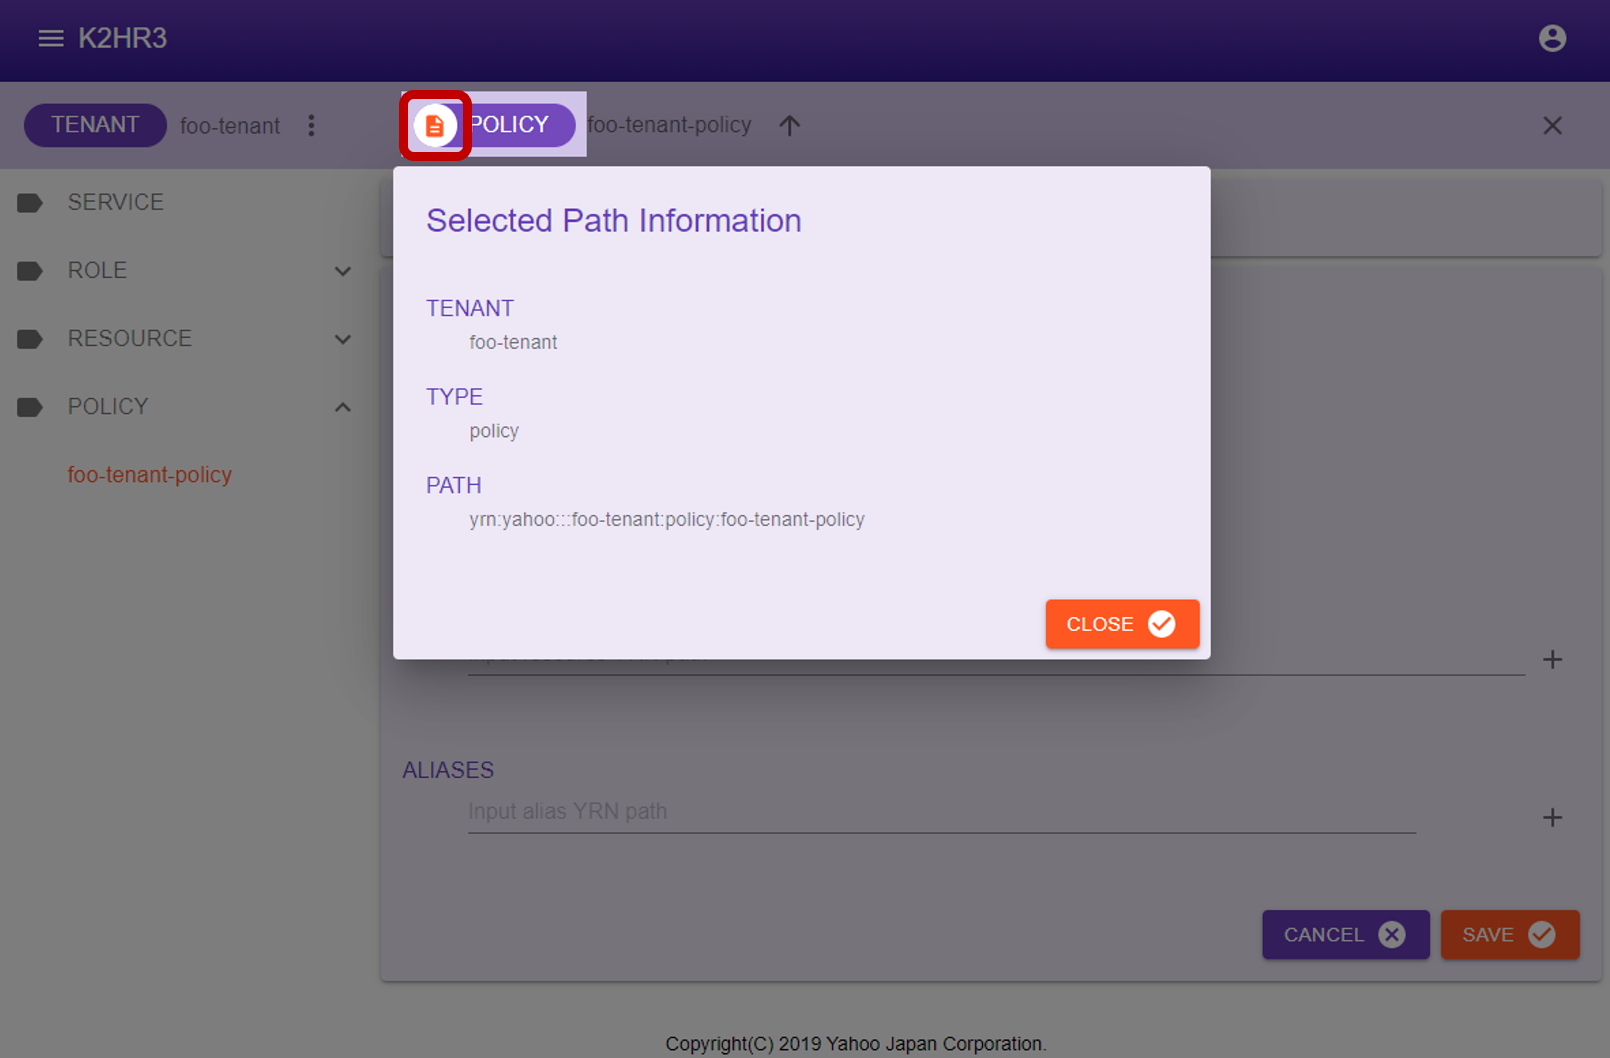 K2HR3
TENANT foo-tenant POLICY foo-tenant-policy
SERVICE
ROLE
RESOURCE
POLICY
foo-tenant-policy
Selected Path Information
TENANT
foo-tenant
TYPE
policy
PATH
yrn:yahoo:::foo-tenant:policy:foo-tenant-policy
CLOSE
ALIASES
Input alias YRN path
CANCEL SAVE
Copyright(C) 2019 Yahoo Japan Corporation.